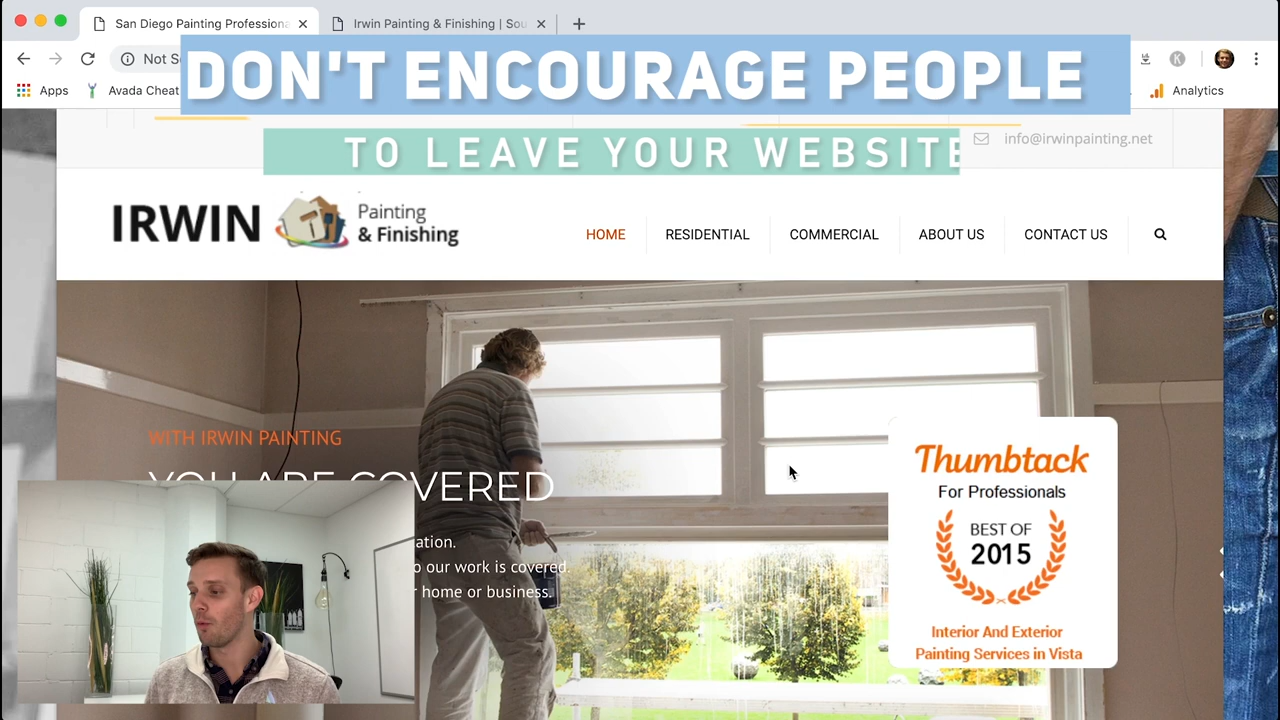 San Diego Painting Professiona
Irwin Painting & Finishing | Sou
DON'T ENCOURAGE PEOPLE
Not S
K
Apps
Avada Cheat
Analytics
TO LEAVE YOUR WEBSITE
info@irwinpainting.net
IRWIN
Painting
& Finishing
HOME
RESIDENTIAL
COMMERCIAL
ABOUT US
CONTACT US
WITH IRWIN PAINTING
YOU ARE COVERED
ation.
o our work is covered.
r home or business.
Thumbtack
For Professionals
BEST OF
2015
Interior And Exterior
Painting Services in Vista